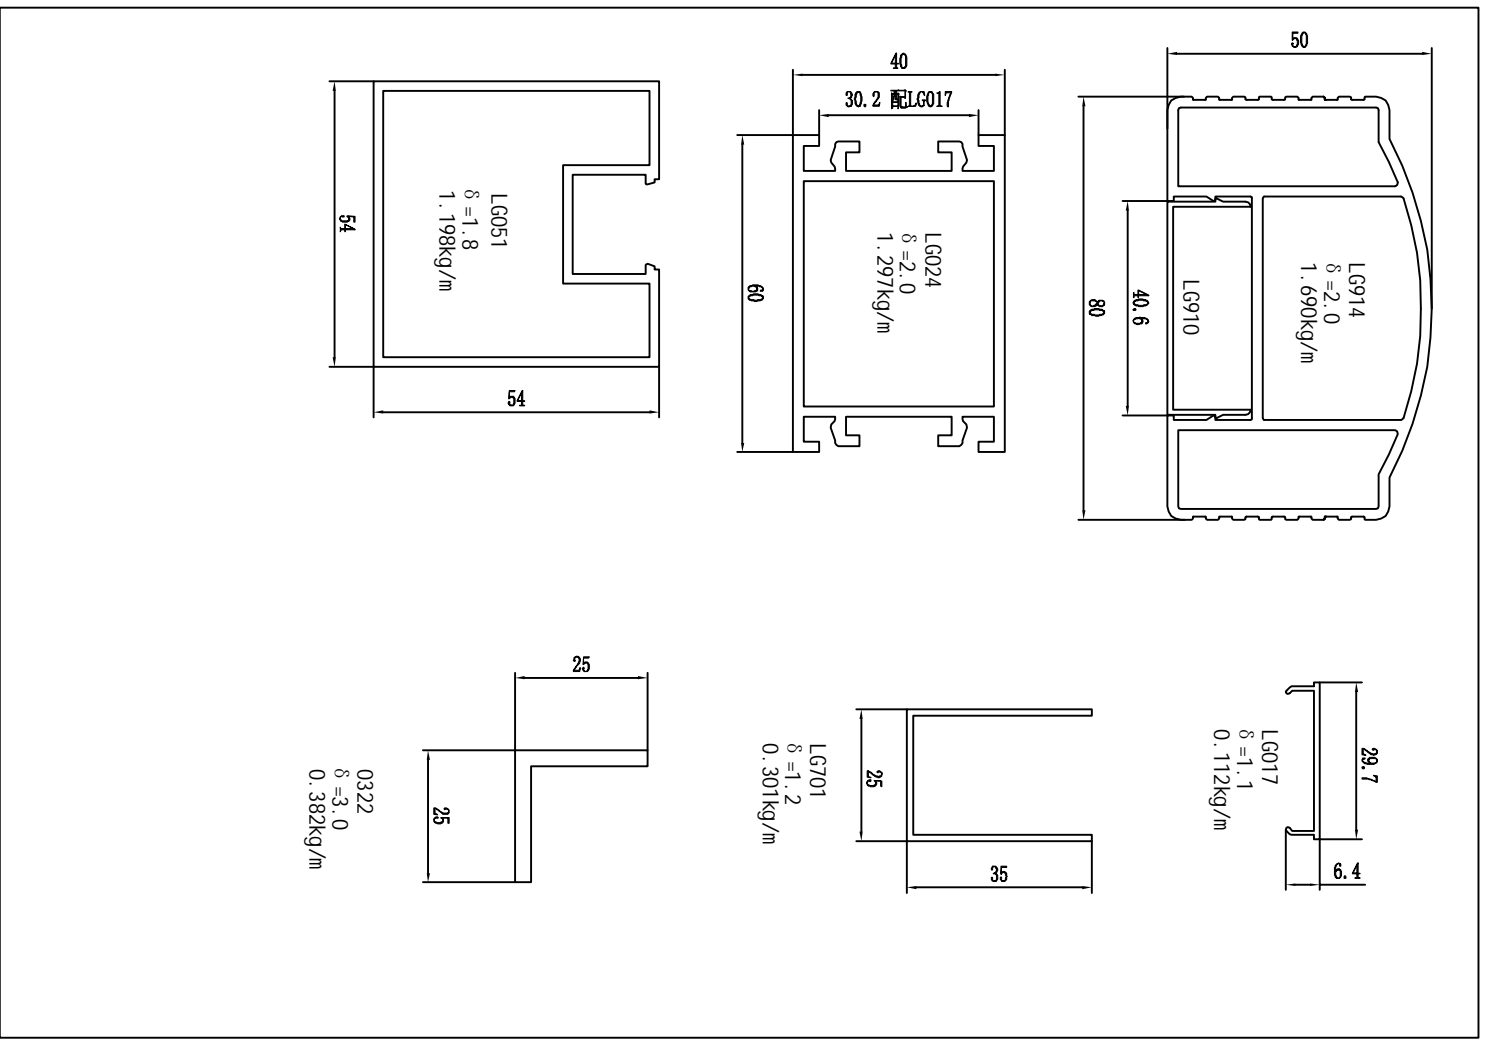 50
LG914
δ=2.0
1.690kg/m
LG910
40.6
80
40
30.2 配LG017
LG024
δ=2.0
1.297kg/m
60
LG051
δ=1.8
1.198kg/m
54
54
29.7
6.4
LG017
δ=1.1
0.112kg/m
25
35
LG701
δ=1.2
0.301kg/m
25
25
0322
δ=3.0
0.382kg/m